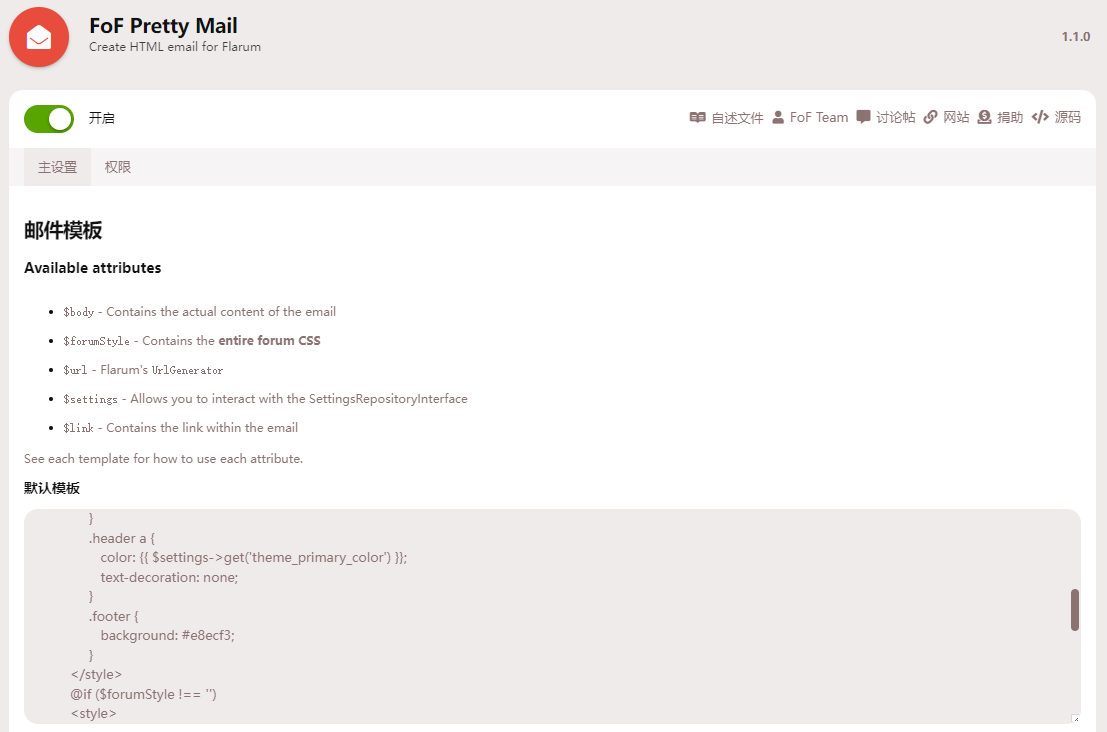 FoF Pretty Mail
Create HTML email for Flarum
1.1.0
开启
自述文件 FoF Team 讨论帖 网站 捐助 源码
主设置 权限
邮件模板
Available attributes
$body - Contains the actual content of the email
$forumStyle - Contains the entire forum CSS
$url - Flarum's UrlGenerator
$settings - Allows you to interact with the SettingsRepositoryInterface
$link - Contains the link within the email
See each template for how to use each attribute.
默认模板
}
.header a {
color: {{ $settings->get('theme_primary_color') }};
text-decoration: none;
}
.footer {
background: #e8ecf3;
}
</style>
@if ($forumStyle !== '')
<style>